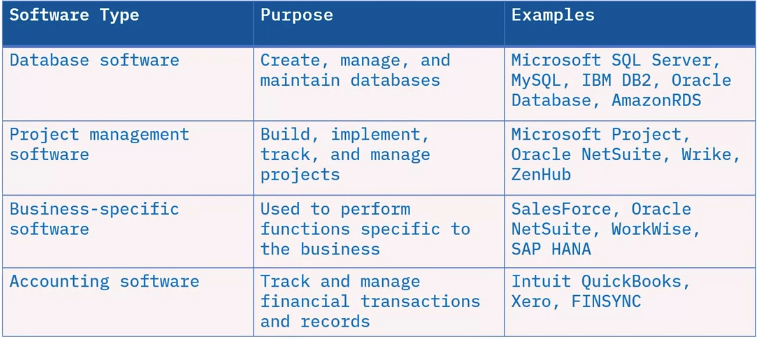 Software Type
Purpose
Examples
Database software
Create, manage, and
maintain databases
Microsoft SQL Server,
MySQL, IBM DB2, Oracle
Database, AmazonRDS
Project management
software
Build, implement,
track, and manage
projects
Microsoft Project,
Oracle NetSuite, Wrike,
ZenHub
Business-specific
software
Used to perform
functions specific to
the business
SalesForce, Oracle
NetSuite, WorkWise,
SAP HANA
Accounting software
Track and manage
financial transactions
and records
Intuit QuickBooks,
Xero, FINSYNC